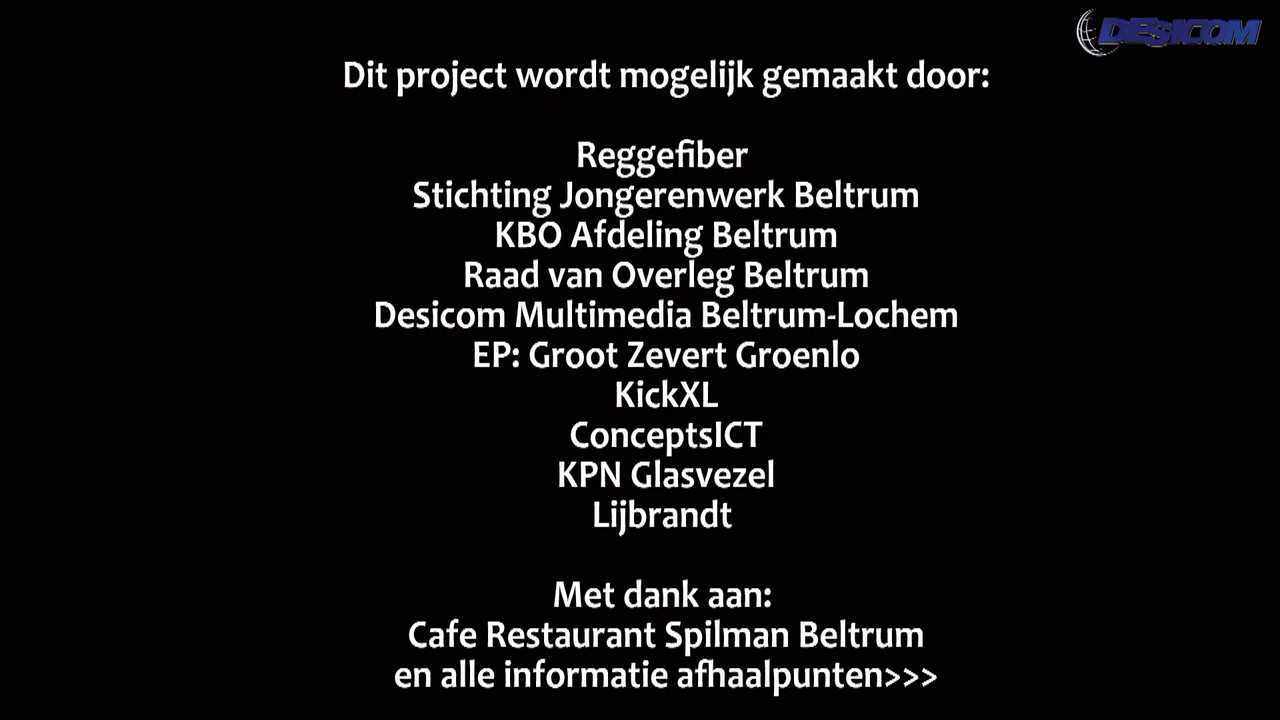 DESICOM
Dit project wordt mogelijk gemaakt door:
Reggefiber
Stichting Jongerenwerk Beltrum
KBO Afdeling Beltrum
Raad van Overleg Beltrum
Desicom Multimedia Beltrum-Lochem
EP: Groot Zevert Groenlo
KickXL
ConceptsICT
KPN Glasvezel
Lijbrandt
Met dank aan:
Cafe Restaurant Spilman Beltrum
en alle informatie afhaalpunten>>>